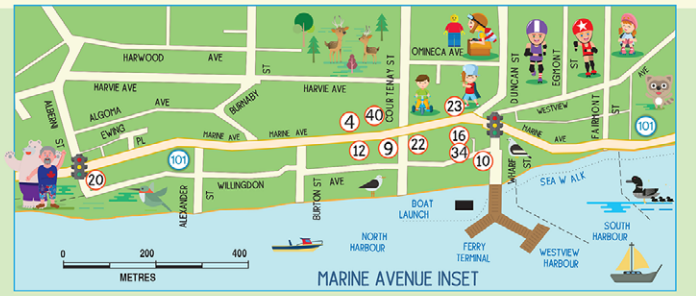 HARWOOD AVE
ST
COURTENAY ST
OMINECA AVE
DUNCAN ST
EGMONT
ST
AVE
HARVIE AVE
BURNABY
HARVIE AVE
ALBERNI ST
ALGOMA AVE
EWING
PL
MARINE AVE
MARINE AVE
4
40
23
WESTVIEW
MARINE AVE
FAIRMONT
ST
101
101
12
9
22
16
34
10
20
ALEXANDER
ST
WILLINGDON AVE
BURTON ST
WHARF
ST.
SEA WALK
BOAT
LAUNCH
NORTH
HARBOUR
FERRY
TERMINAL
WESTVIEW
HARBOUR
SOUTH
HARBOUR
0 200 400
METRES
MARINE AVENUE INSET